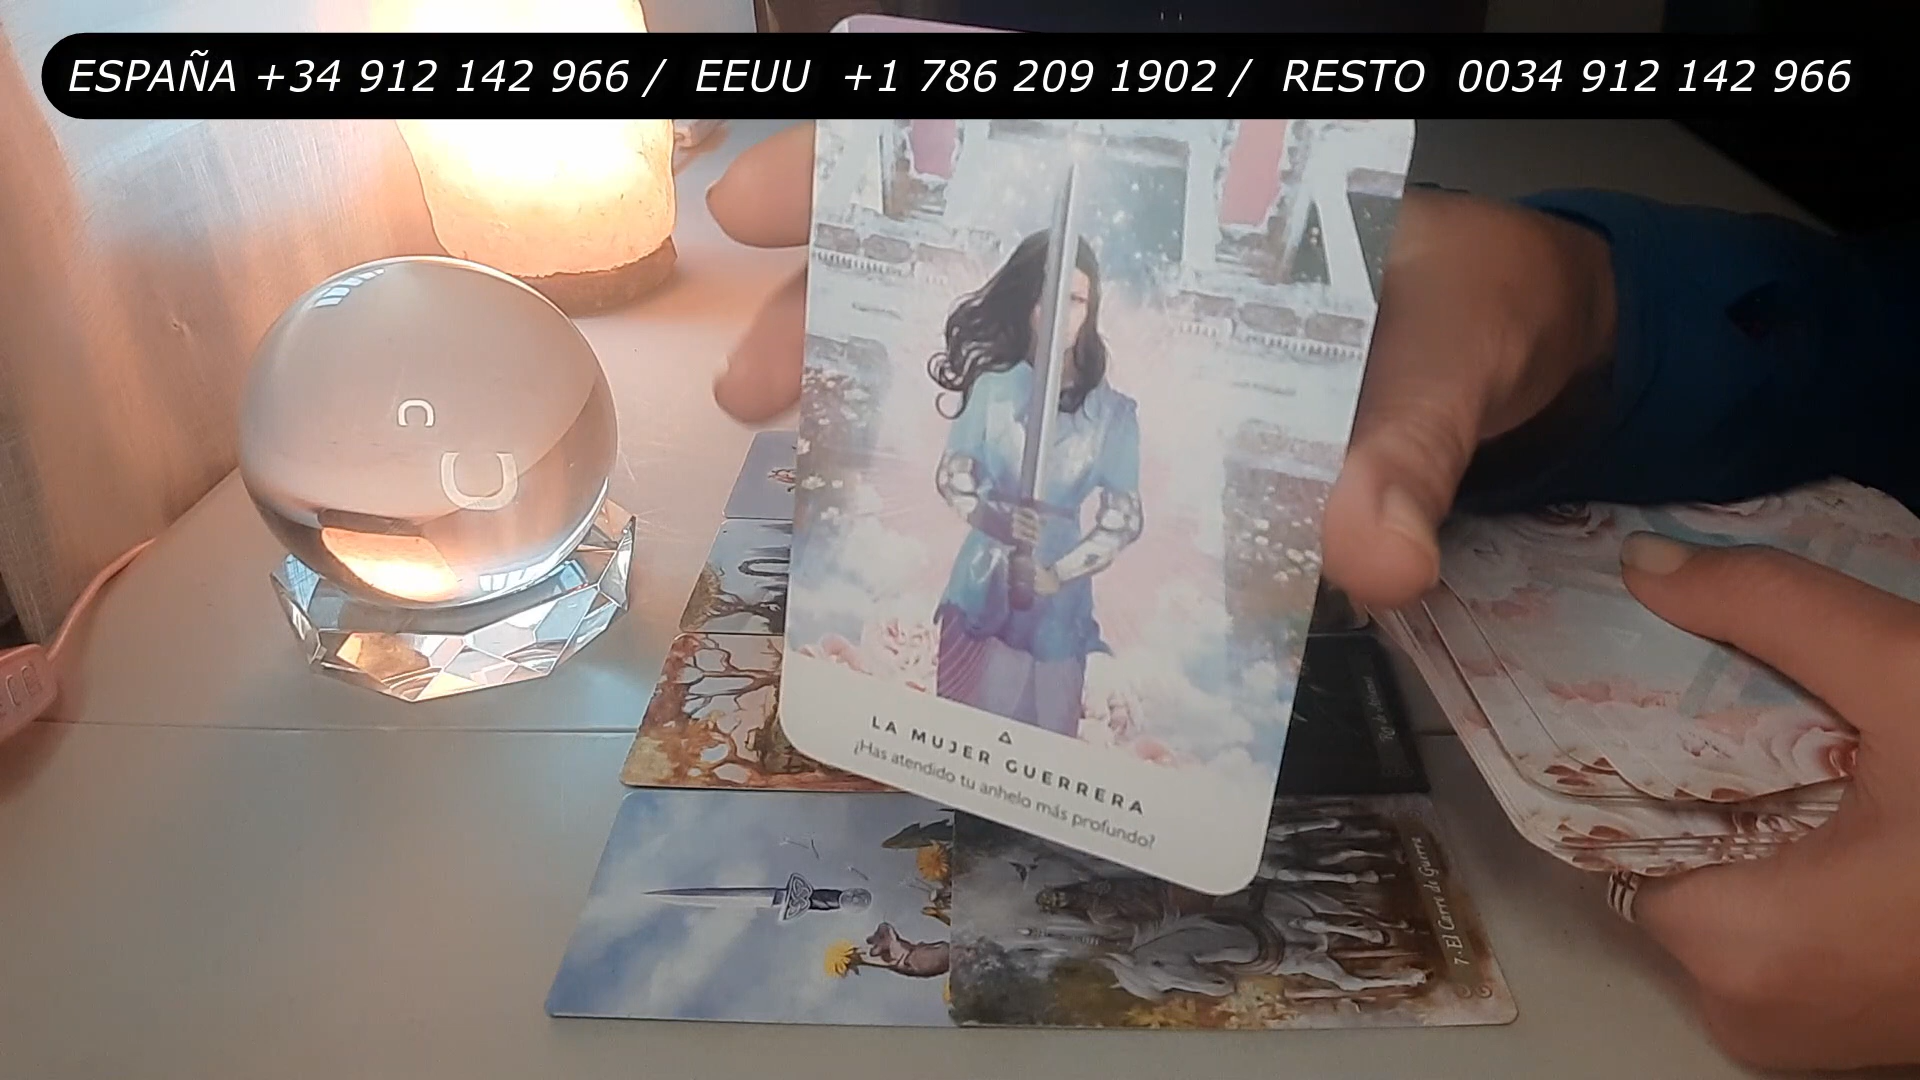 ESPAÑA +34 912 142 966 / EEUU +1 786 209 1902 / RESTO 0034 912 142 966
LA MUJER GUERRERA
¿Has atendido tu anhelo más profundo?
7 · El Carro de Guerra